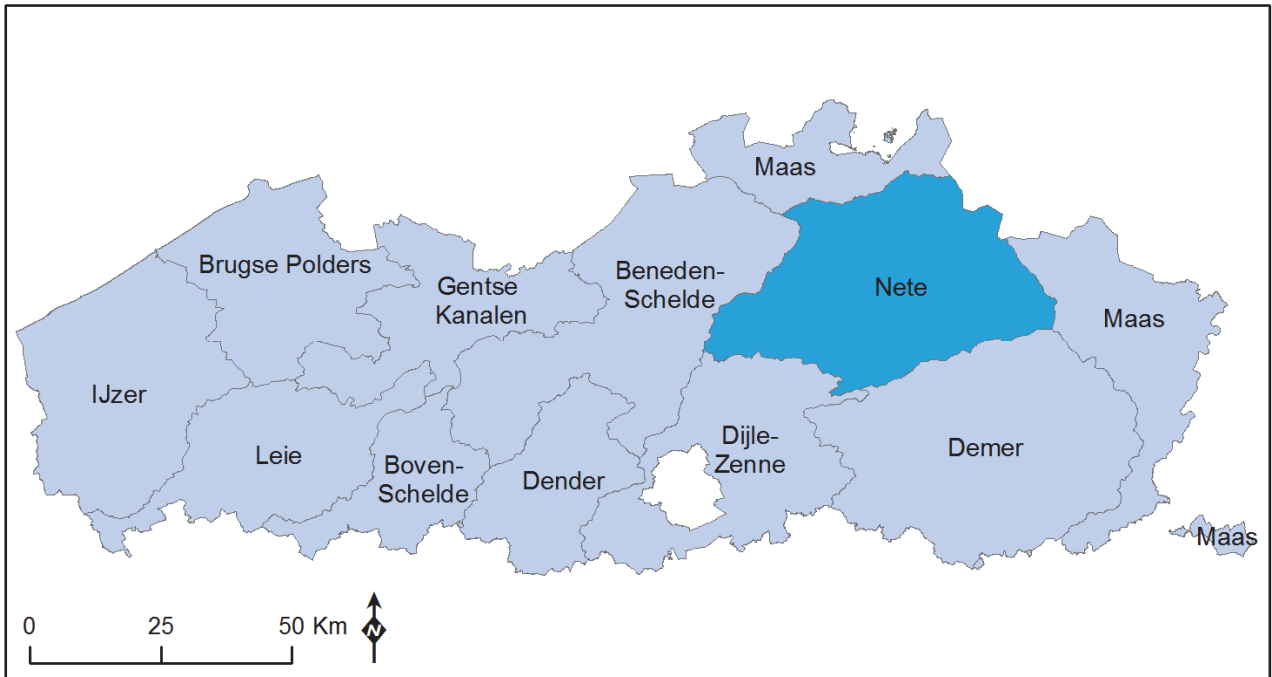 Maas
Brugse Polders
Gentse
Kanalen
Beneden-
Schelde
Nete
Maas
IJzer
Leie
Boven-
Schelde
Dender
Dijle-
Zenne
Demer
Maas
0 25 50 Km
N